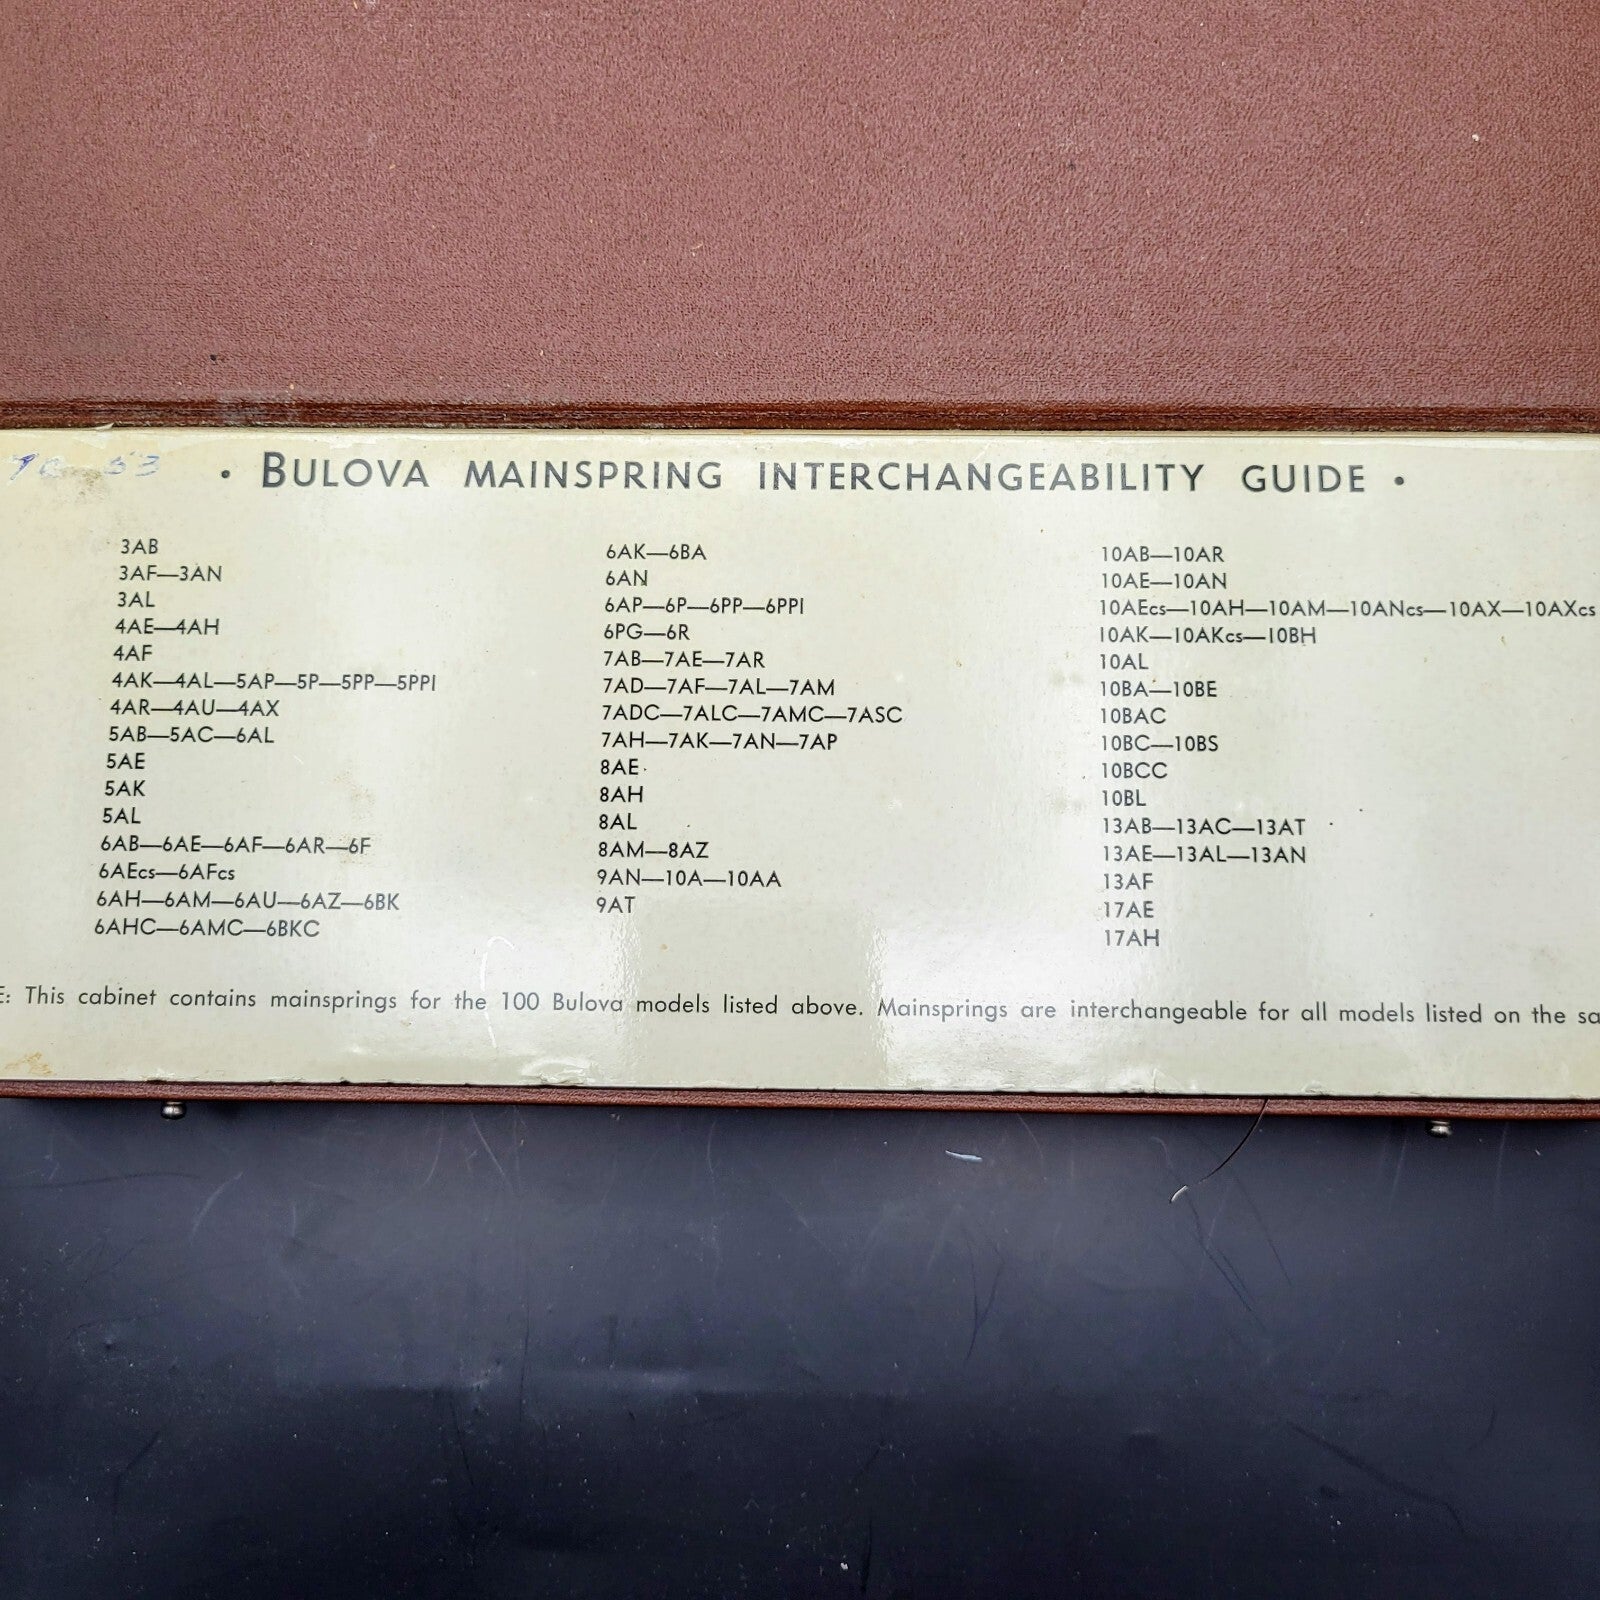 53
• BULOVA MAINSPRING INTERCHANGEABILITY GUIDE •
3AB
3AF—3AN
3AL
4AE—4AH
4AF
4AK—4AL—5AP—5P—5PP—5PPI
4AR—4AU—4AX
5AB—5AC—6AL
5AE
5AK
5AL
6AB—6AE—6AF—6AR—6F
6AEcs—6AFcs
6AH—6AM—6AU—6AZ—6BK
6AHC—6AMC—6BKC
6AK—6BA
6AN
6AP—6P—6PP—6PPI
6PG—6R
7AB—7AE—7AR
7AD—7AF—7AL—7AM
7ADC—7ALC—7AMC—7ASC
7AH—7AK—7AN—7AP
8AE
8AH
8AL
8AM—8AZ
9AN—10A—10AA
9AT
10AB—10AR
10AE—10AN
10AEcs—10AH—10AM—10ANcs—10AX—10AXcs
10AK—10AKcs—10BH
10AL
10BA—10BE
10BAC
10BC—10BS
10BCC
10BL
13AB—13AC—13AT
13AE—13AL—13AN
13AF
17AE
17AH
E: This cabinet contains mainsprings for the 100 Bulova models listed above. Mainsprings are interchangeable for all models listed on the sa